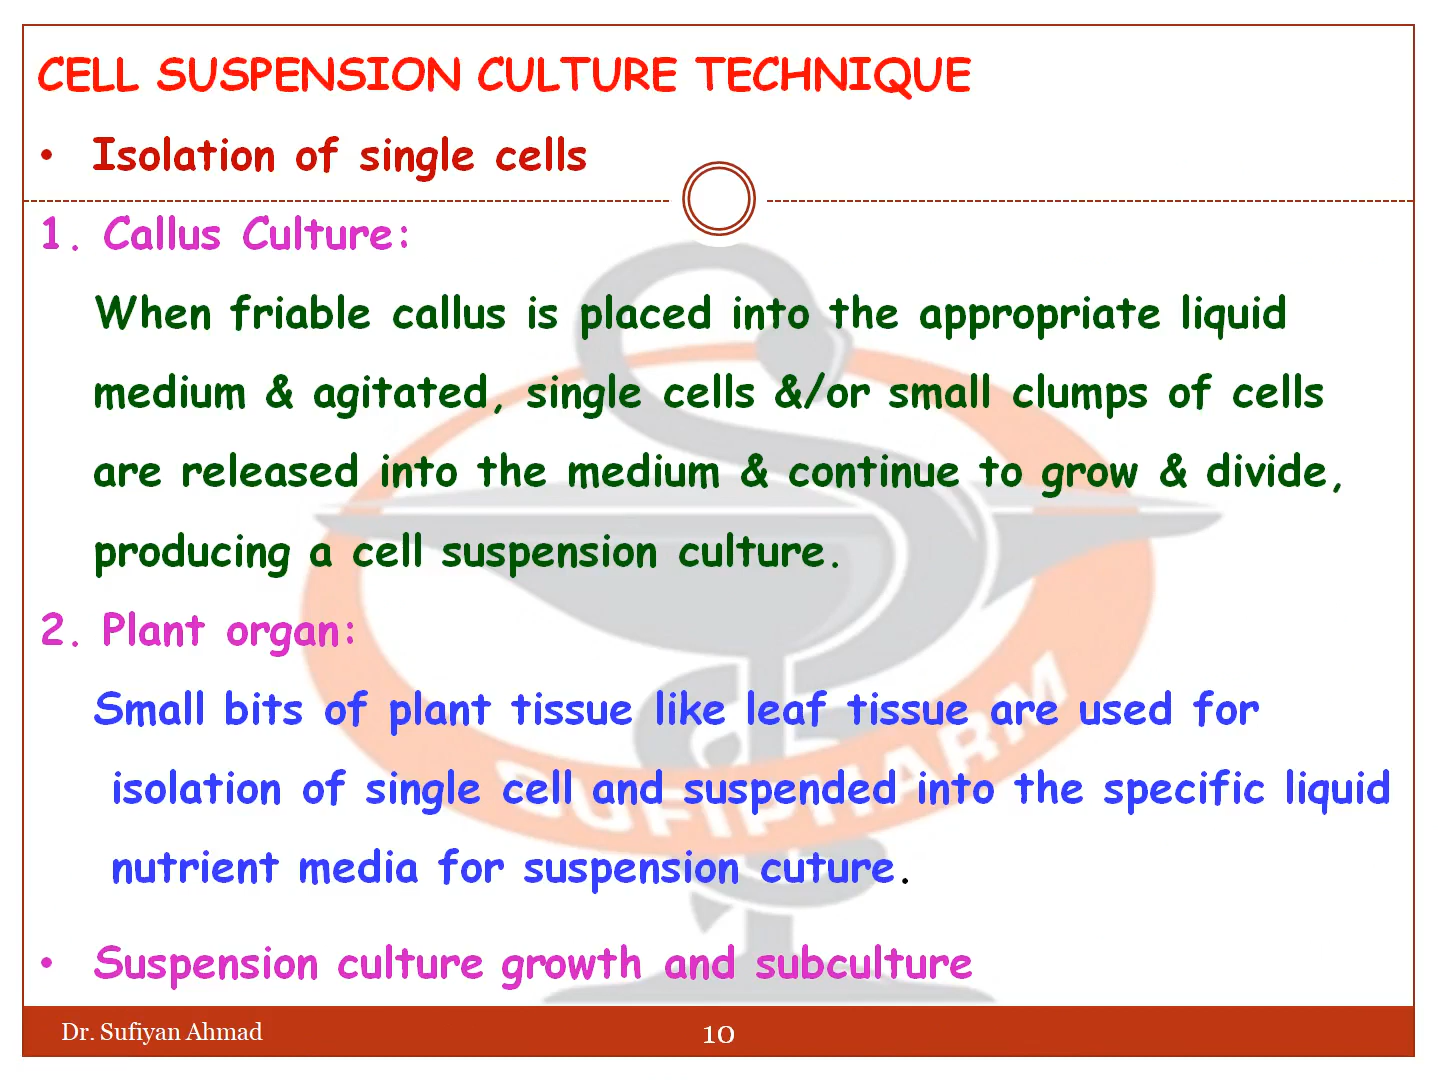 CELL SUSPENSION CULTURE TECHNIQUE
• Isolation of single cells
1. Callus Culture:
When friable callus is placed into the appropriate liquid
medium & agitated, single cells &/or small clumps of cells
are released into the medium & continue to grow & divide,
producing a cell suspension culture.
2. Plant organ:
Small bits of plant tissue like leaf tissue are used for
isolation of single cell and suspended into the specific liquid
nutrient media for suspension cuture.
• Suspension culture growth and subculture
SUFIPHARM
Dr. Sufiyan Ahmad
10